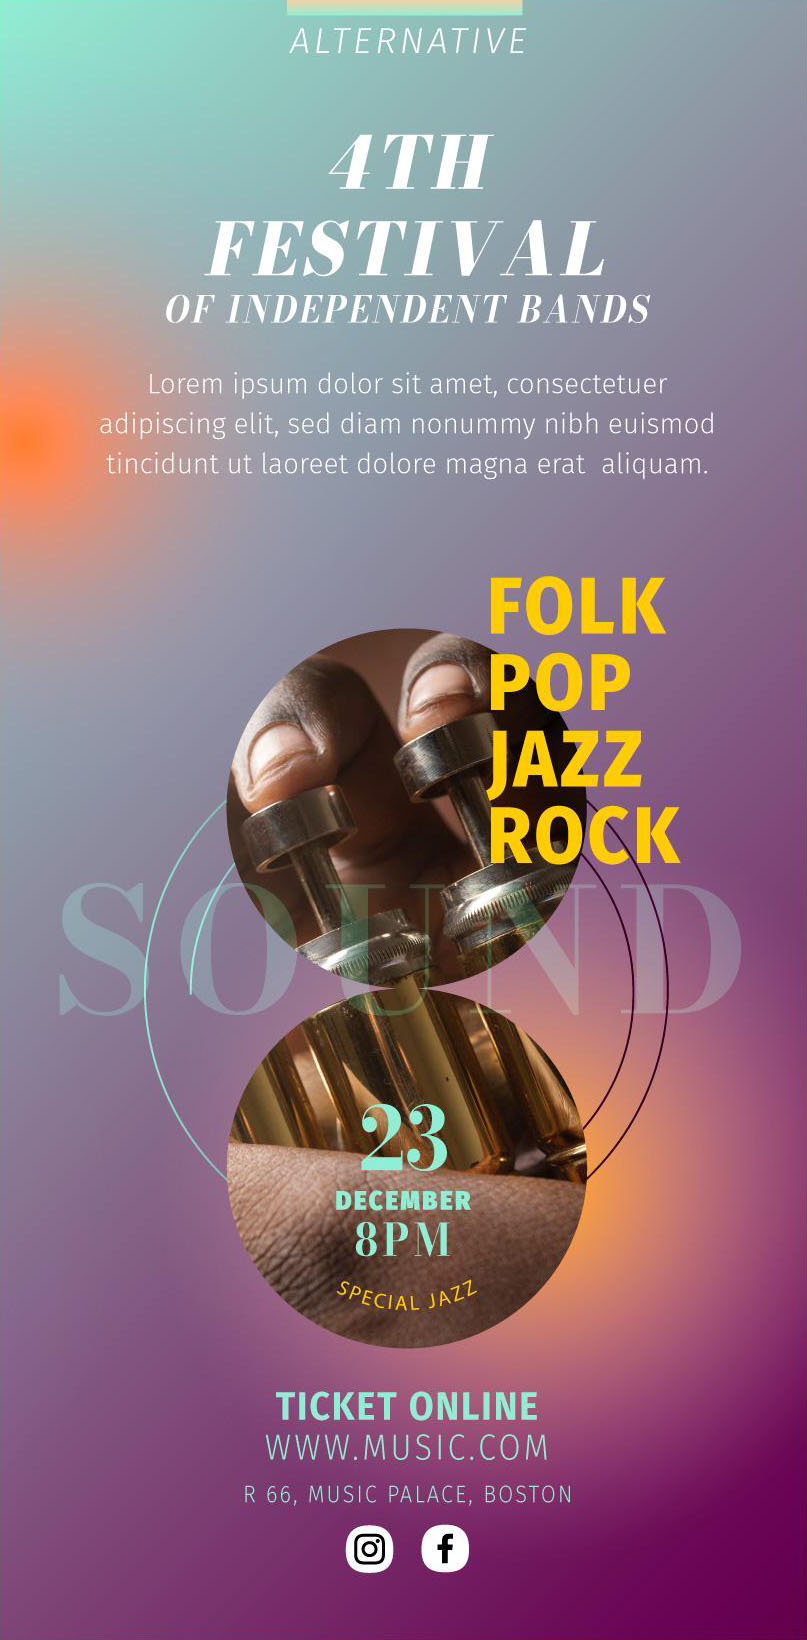 ALTERNATIVE
4TH
FESTIVAL
OF INDEPENDENT BANDS
Lorem ipsum dolor sit amet, consectetuer
adipiscing elit, sed diam nonummy nibh euismod
tincidunt ut laoreet dolore magna erat aliquam.
FOLK
POP
JAZZ
ROCK
SOUND
23
DECEMBER
8PM
SPECIAL JAZZ
TICKET ONLINE
WWW.MUSIC.COM
R 66, MUSIC PALACE, BOSTON